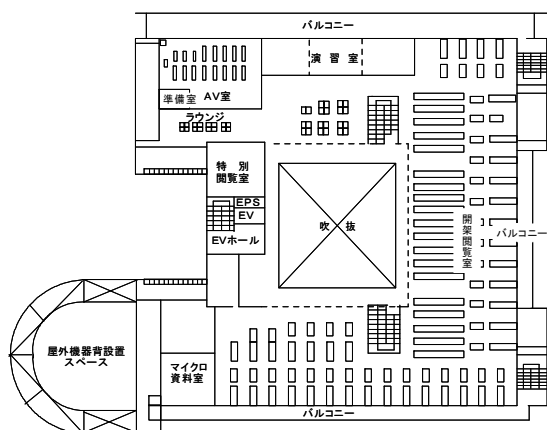 バルコニー
演習室
準備室
AV室
ラウンジ
特別
閲覧室
EPS
EV
EVホール
吹抜
開架閲覧室
バルコニー
屋外機器背設置
スペース
マイクロ
資料室
バルコニー